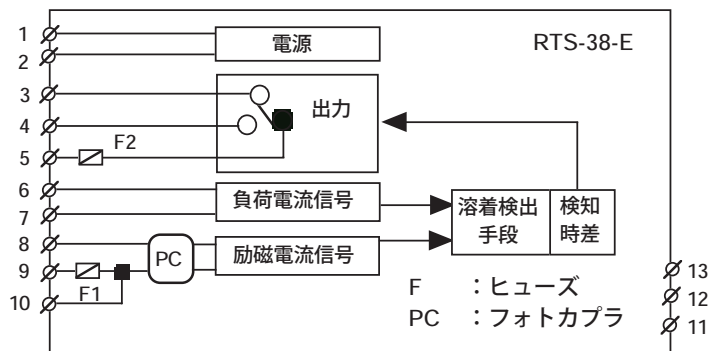 1
電源
RTS-38-E
2
3
出力
4
F2
5
6
負荷電流信号
溶着検出
手段
検知
時差
7
8
PC
励磁電流信号
9
F1
10
F :ヒューズ
PC :フォトカプラ
13
12
11